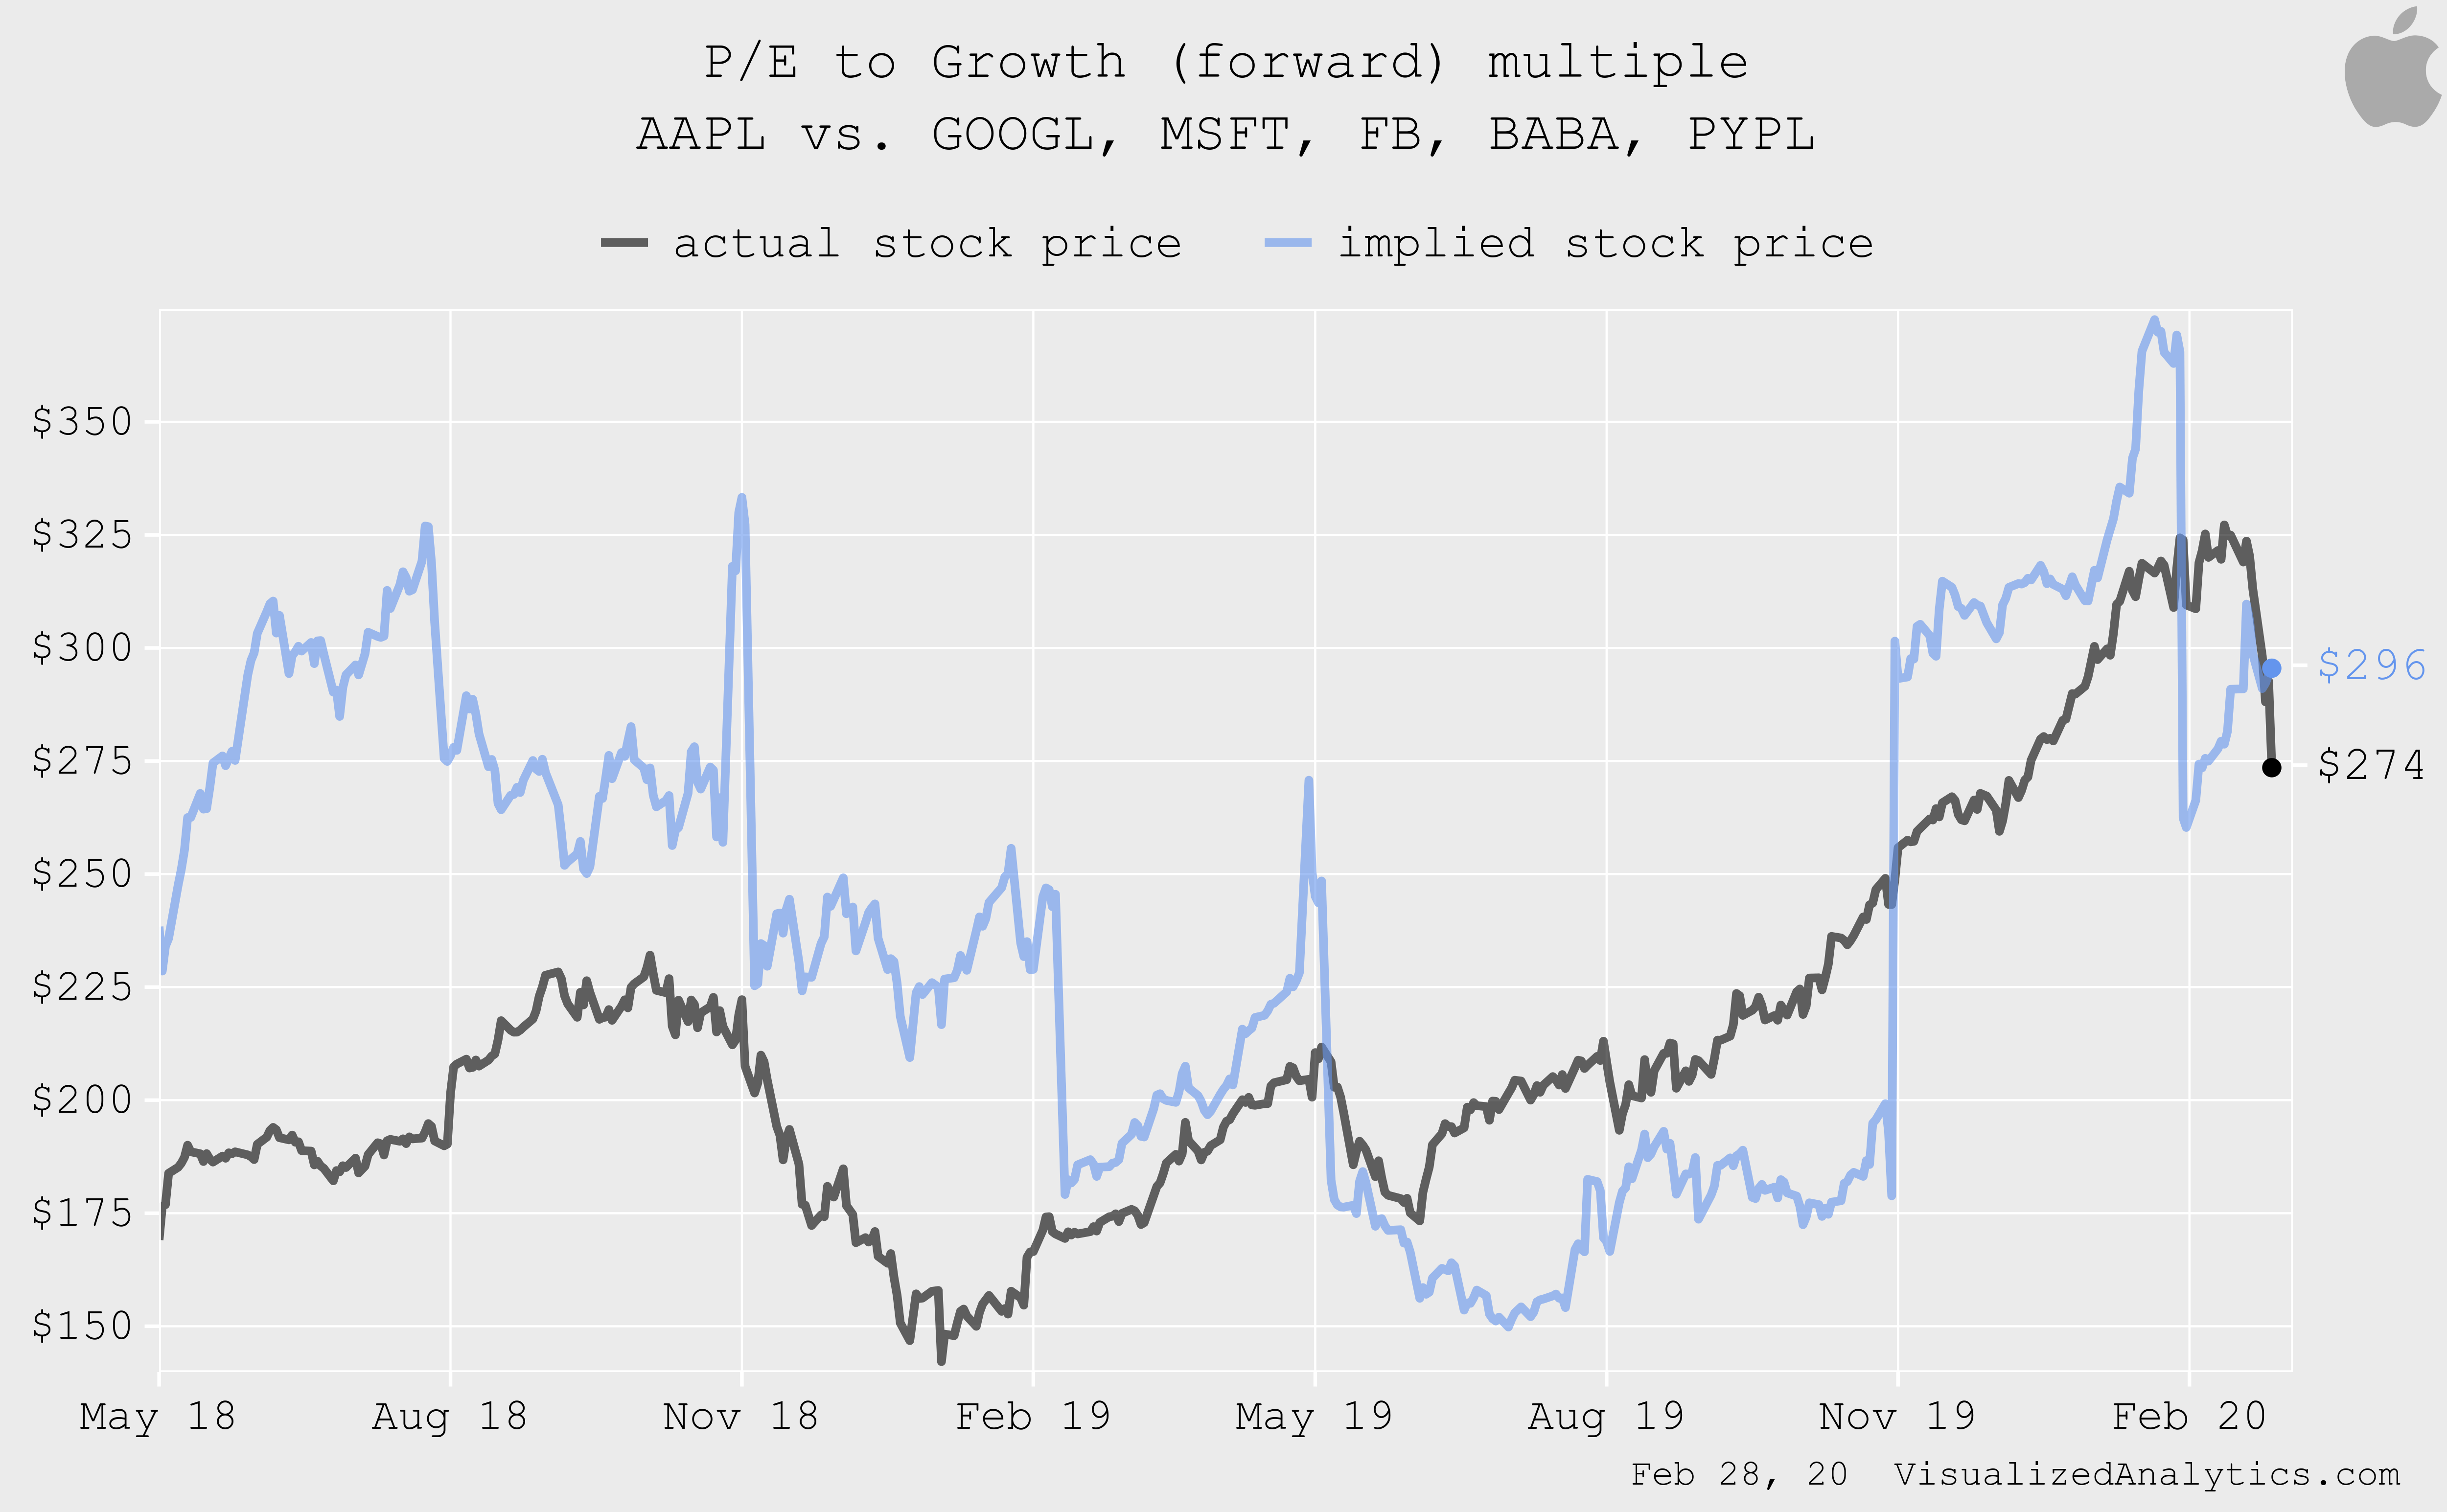 P/E to Growth (forward) multiple
AAPL vs. GOOGL, MSFT, FB, BABA, PYPL
actual stock price implied stock price
$350
$325
$300
$275
$250
$225
$200
$175
$150
$296
$274
May 18 Aug 18 Nov 18 Feb 19 May 19 Aug 19 Nov 19 Feb 20
Feb 28, 20 VisualizedAnalytics.com